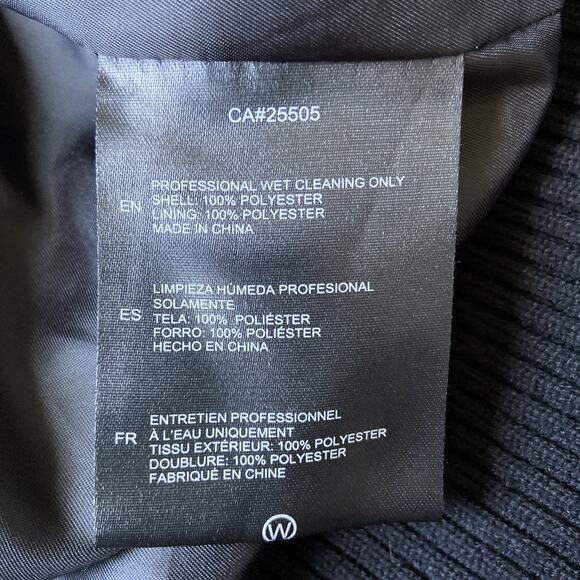 CA#25505
EN
PROFESSIONAL WET CLEANING ONLY
SHELL: 100% POLYESTER
LINING: 100% POLYESTER
MADE IN CHINA
ES
LIMPIEZA HÚMEDA PROFESIONAL
SOLAMENTE
TELA: 100% POLIÉSTER
FORRO: 100% POLIÉSTER
HECHO EN CHINA
FR
ENTRETIEN PROFESSIONNEL
À L'EAU UNIQUEMENT
TISSU EXTÉRIEUR: 100% POLYESTER
DOUBLURE: 100% POLYESTER
FABRIQUÉ EN CHINE
W